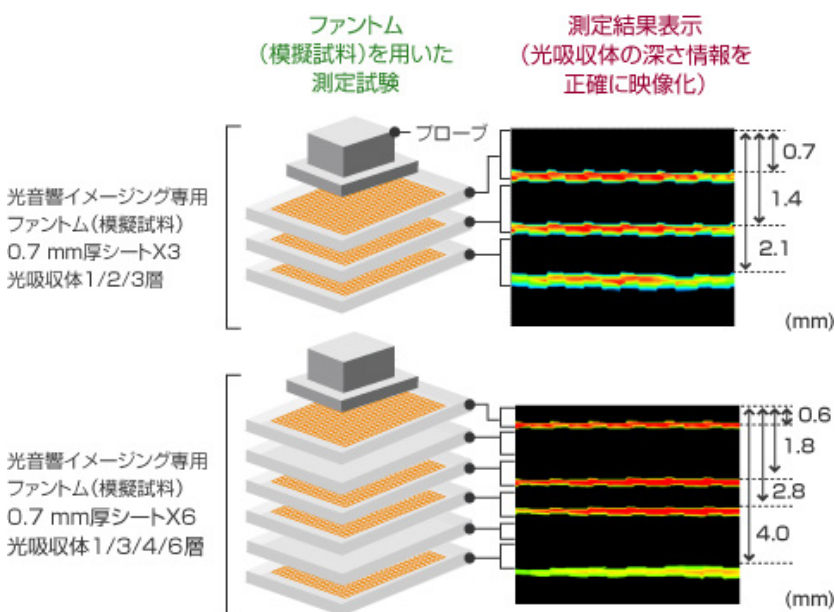 ファントム
(模擬試料)を用いた
測定試験
測定結果表示
(光吸収体の深さ情報を
正確に映像化)
プローブ
光音響イメージング専用
ファントム(模擬試料)
0.7 mm厚シートX3
光吸収体1/2/3層
0.7
1.4
2.1
(mm)
光音響イメージング専用
ファントム(模擬試料)
0.7 mm厚シートX6
光吸収体1/3/4/6層
0.6
1.8
2.8
4.0
(mm)